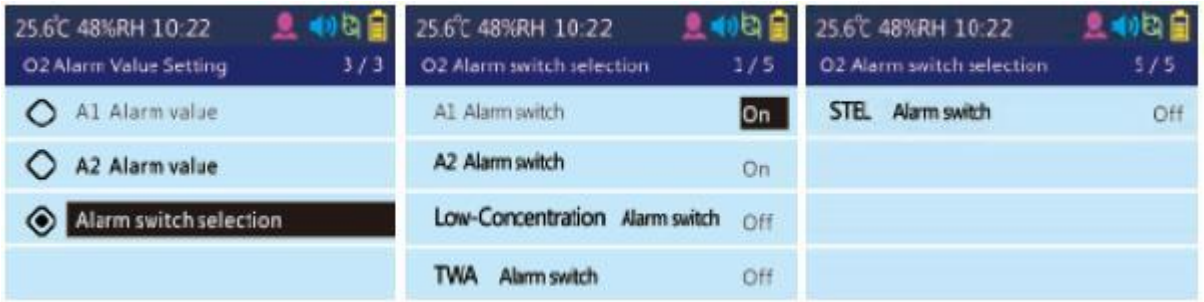 25.6℃ 48%RH 10:22
O2 Alarm Value Setting 3/3
A1 Alarm value
A2 Alarm value
Alarm switch selection
25.6℃ 48%RH 10:22
O2 Alarm switch selection 1/5
A1 Alarm switch On
A2 Alarm switch On
Low-Concentration Alarm switch Off
TWA Alarm switch Off
25.6℃ 48%RH 10:22
O2 Alarm switch selection 5/5
STEL Alarm switch Off